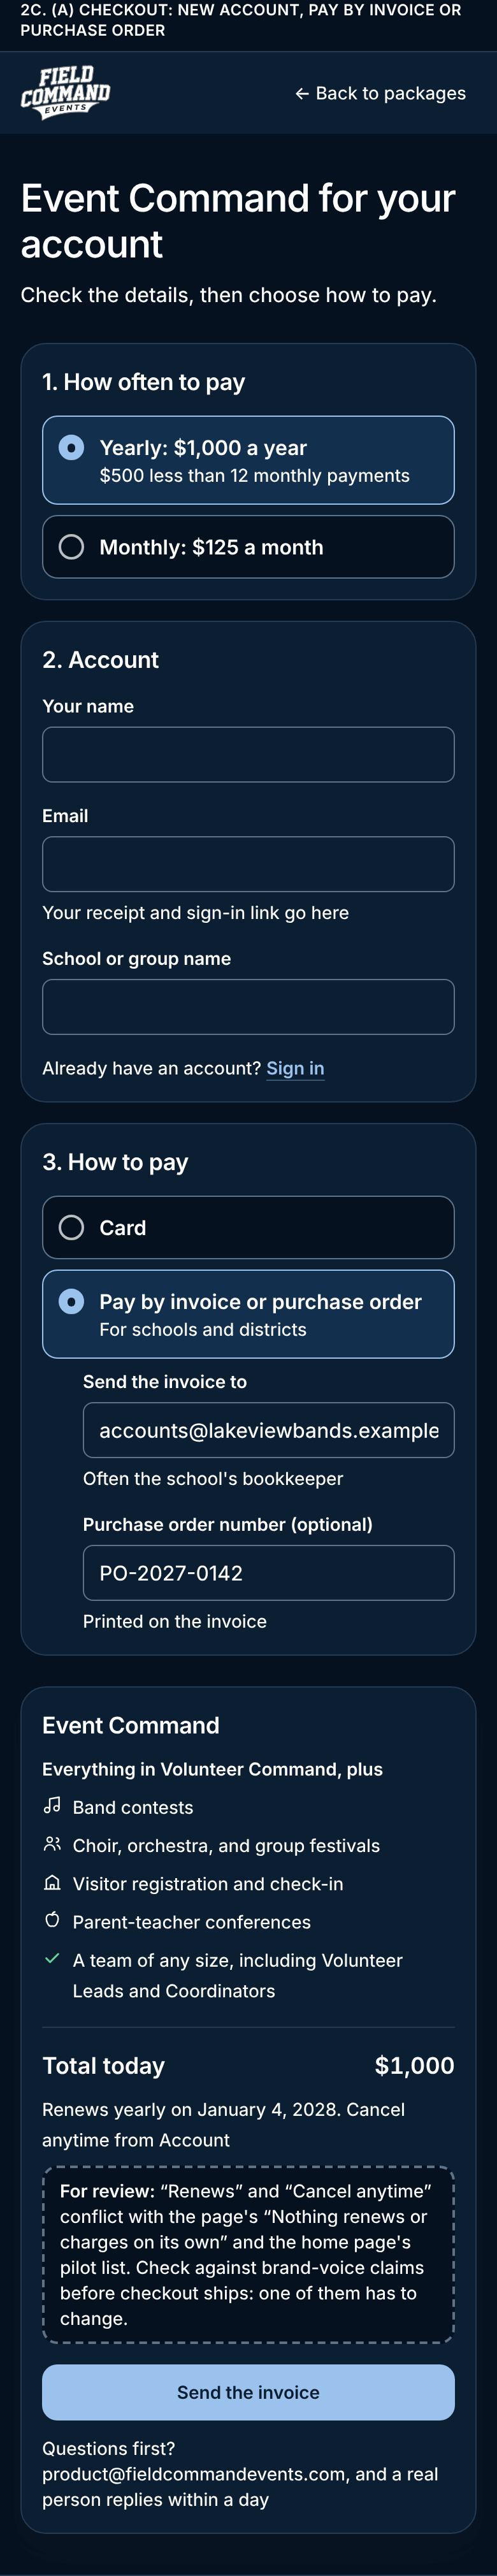 2C. (A) CHECKOUT: NEW ACCOUNT, PAY BY INVOICE OR
PURCHASE ORDER
FIELD
COMMAND
EVENTS
← Back to packages
Event Command for your
account
Check the details, then choose how to pay.
1. How often to pay
Yearly: $1,000 a year
$500 less than 12 monthly payments
Monthly: $125 a month
2. Account
Your name
Email
Your receipt and sign-in link go here
School or group name
Already have an account? Sign in
3. How to pay
Card
Pay by invoice or purchase order
For schools and districts
Send the invoice to
accounts@lakeviewbands.example
Often the school's bookkeeper
Purchase order number (optional)
PO-2027-0142
Printed on the invoice
Event Command
Everything in Volunteer Command, plus
Band contests
Choir, orchestra, and group festivals
Visitor registration and check-in
Parent-teacher conferences
A team of any size, including Volunteer
Leads and Coordinators
Total today $1,000
Renews yearly on January 4, 2028. Cancel
anytime from Account
For review: “Renews” and “Cancel anytime”
conflict with the page's “Nothing renews or
charges on its own” and the home page's
pilot list. Check against brand-voice claims
before checkout ships: one of them has to
change.
Send the invoice
Questions first?
product@fieldcommandevents.com, and a real
person replies within a day